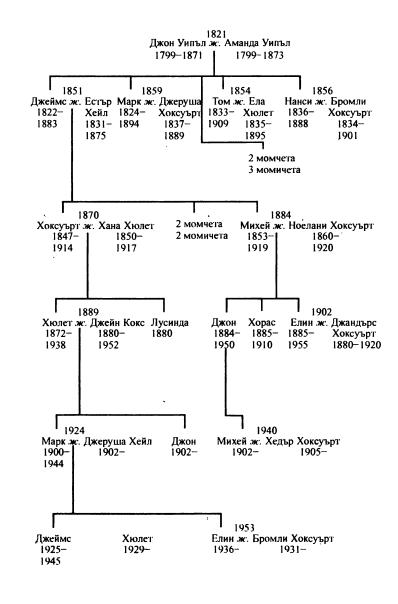 1821
Джон Уипъл ж. Аманда Уипъл
1799–1871 1799–1873
1851 1859 1854 1856
Джеймс ж. Естър Марк ж. Джеруша Том ж. Ела Нанси ж. Бромли
1822– Хейл 1824– Хоксуърт 1833– Хюлет 1836– Хоксуърт
1883 1831– 1894 1837– 1909 1835– 1888 1834–
1875 1889 1895 1901
2 момчета
3 момичета
1870 1884
Хоксуърт ж. Хана Хюлет 2 момчета Михей ж. Ноелани Хоксуърт
1847– 1850– 2 момичета 1853– 1860–
1914 1917 1919 1920
1889 1902
Хюлет ж. Джейн Кокс Лусинда Джон Хорас Елин ж. Джандърс
1872– 1880– 1880 1884– 1885– 1885– Хоксуърт
1938 1952 1950 1910 1955 1880–1920
1924 1940
Марк ж. Джеруша Хейл Джон Михей ж. Хедър Хоксуърт
1900– 1902– 1902– 1902– 1905–
1944
1953
Джеймс Хюлет Елин ж. Бромли Хоксуърт
1925– 1929– 1936– 1931–
1945